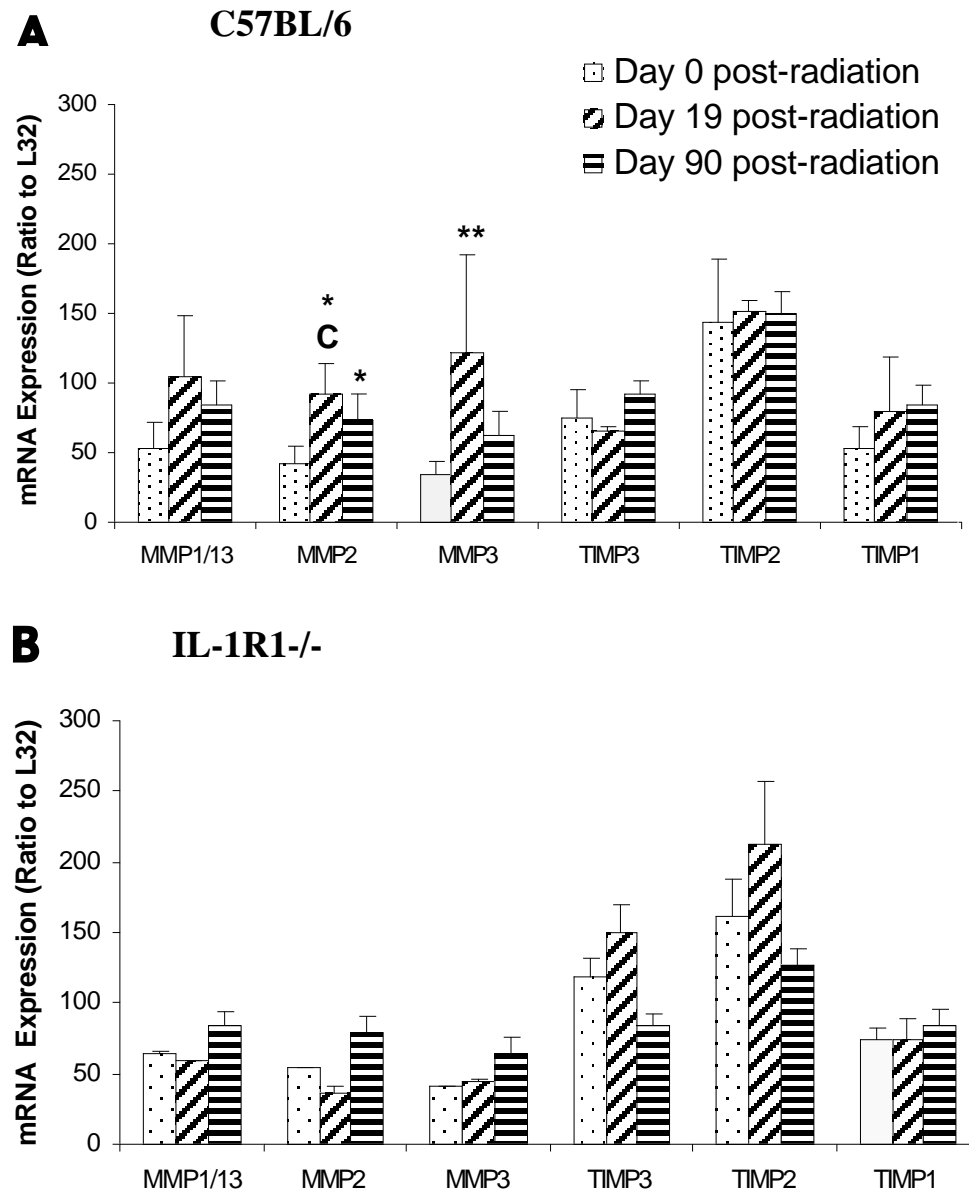 A
C57BL/6
Day 0 post-radiation
Day 19 post-radiation
Day 90 post-radiation
mRNA Expression (Ratio to L32)
300
250
200
150
100
50
0
*
C
*
**
MMP1/13 MMP2 MMP3 TIMP3 TIMP2 TIMP1
B
IL-1R1-/-
mRNA Expression (Ratio to L32)
300
250
200
150
100
50
0
MMP1/13 MMP2 MMP3 TIMP3 TIMP2 TIMP1